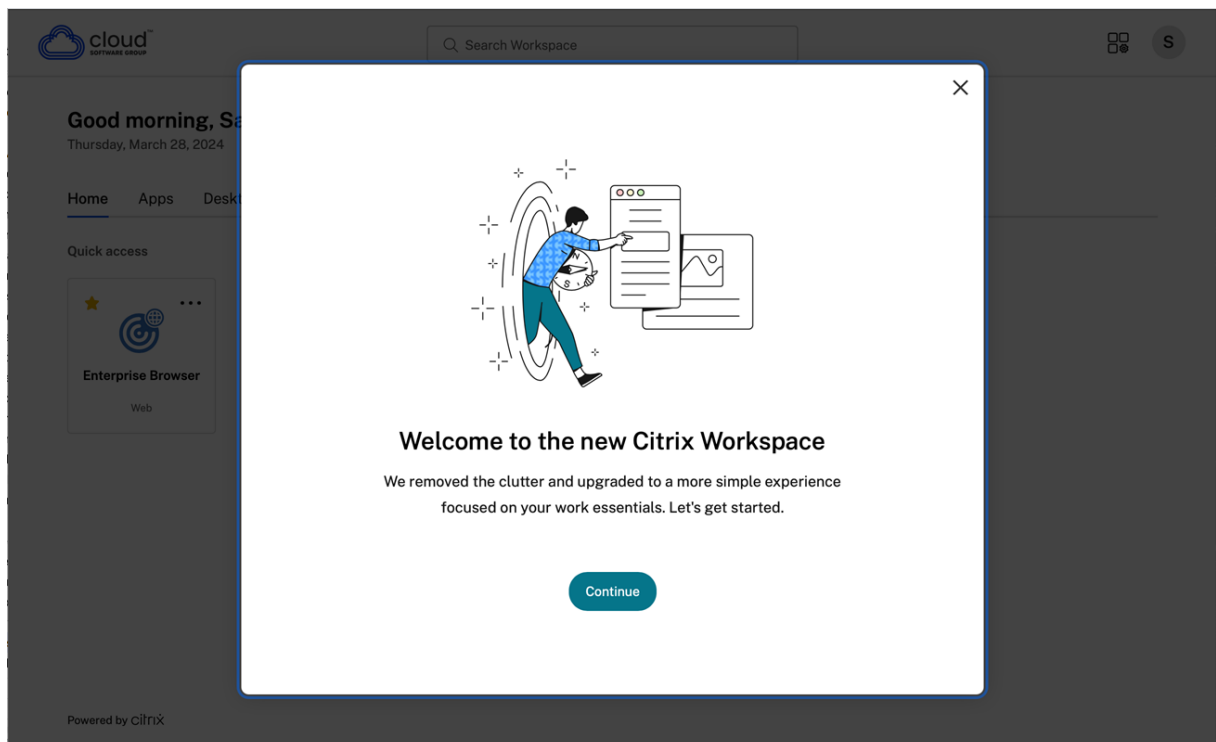 cloud™
SOFTWARE GROUP
Search Workspace
S
Good morning, Sa
Thursday, March 28, 2024
Home Apps Deskt
Quick access
Enterprise Browser
Web
N
S
Welcome to the new Citrix Workspace
We removed the clutter and upgraded to a more simple experience
focused on your work essentials. Let's get started.
Continue
Powered by citrix